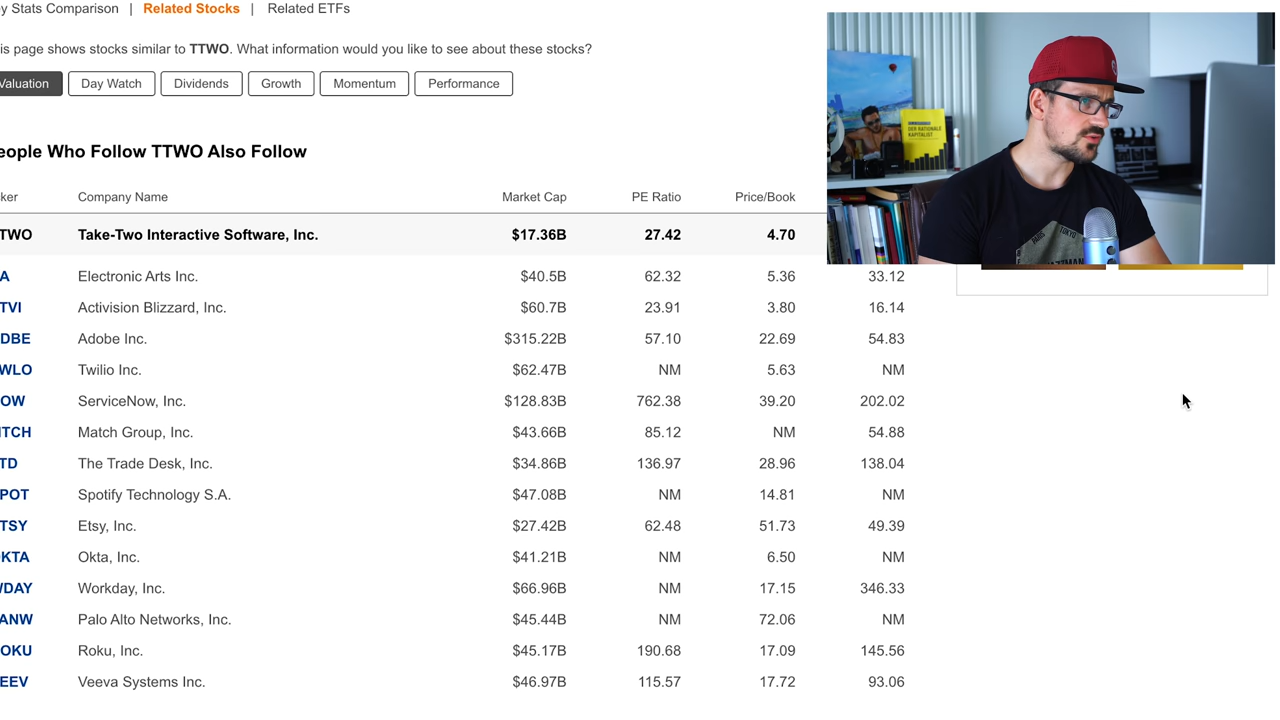 y Stats Comparison | Related Stocks | Related ETFs
is page shows stocks similar to TTWO. What information would you like to see about these stocks?
Valuation Day Watch Dividends Growth Momentum Performance
eople Who Follow TTWO Also Follow
ker Company Name Market Cap PE Ratio Price/Book
TWO Take-Two Interactive Software, Inc. $17.36B 27.42 4.70
A Electronic Arts Inc. $40.5B 62.32 5.36 33.12
TVI Activision Blizzard, Inc. $60.7B 23.91 3.80 16.14
DBE Adobe Inc. $315.22B 57.10 22.69 54.83
WLO Twilio Inc. $62.47B NM 5.63 NM
OW ServiceNow, Inc. $128.83B 762.38 39.20 202.02
TCH Match Group, Inc. $43.66B 85.12 NM 54.88
TD The Trade Desk, Inc. $34.86B 136.97 28.96 138.04
POT Spotify Technology S.A. $47.08B NM 14.81 NM
TSY Etsy, Inc. $27.42B 62.48 51.73 49.39
KTA Okta, Inc. $41.21B NM 6.50 NM
WDAY Workday, Inc. $66.96B NM 17.15 346.33
ANW Palo Alto Networks, Inc. $45.44B NM 72.06 NM
OKU Roku, Inc. $45.17B 190.68 17.09 145.56
EEV Veeva Systems Inc. $46.97B 115.57 17.72 93.06
DER RATIONALE
KAPITALIST
PARIS TOKYO